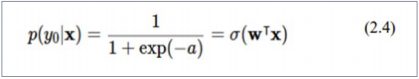 p(y₀|x) = 1 / (1 + exp(−a)) = σ(wᵀx) (2.4)